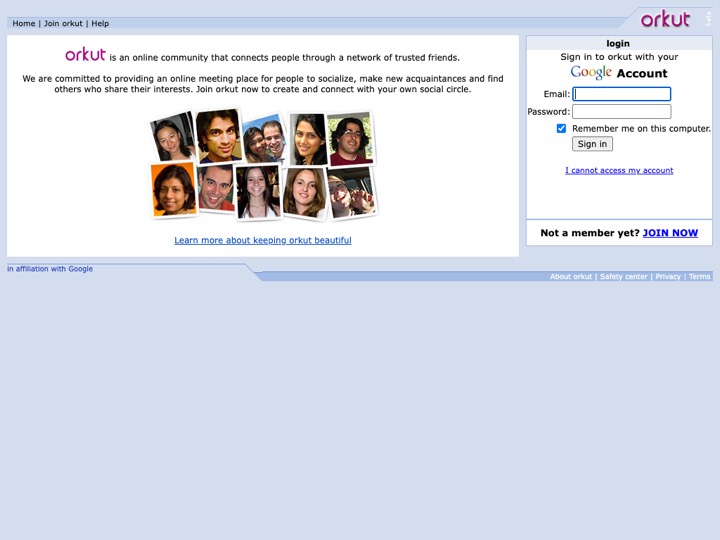 Home | Join orkut | Help
orkut
beta
orkut is an online community that connects people through a network of trusted friends.
We are committed to providing an online meeting place for people to socialize, make new acquaintances and find
others who share their interests. Join orkut now to create and connect with your own social circle.
Learn more about keeping orkut beautiful
login
Sign in to orkut with your
Google Account
Email:
Password:
Remember me on this computer.
Sign in
I cannot access my account
Not a member yet? JOIN NOW
in affiliation with Google
About orkut | Safety center | Privacy | Terms